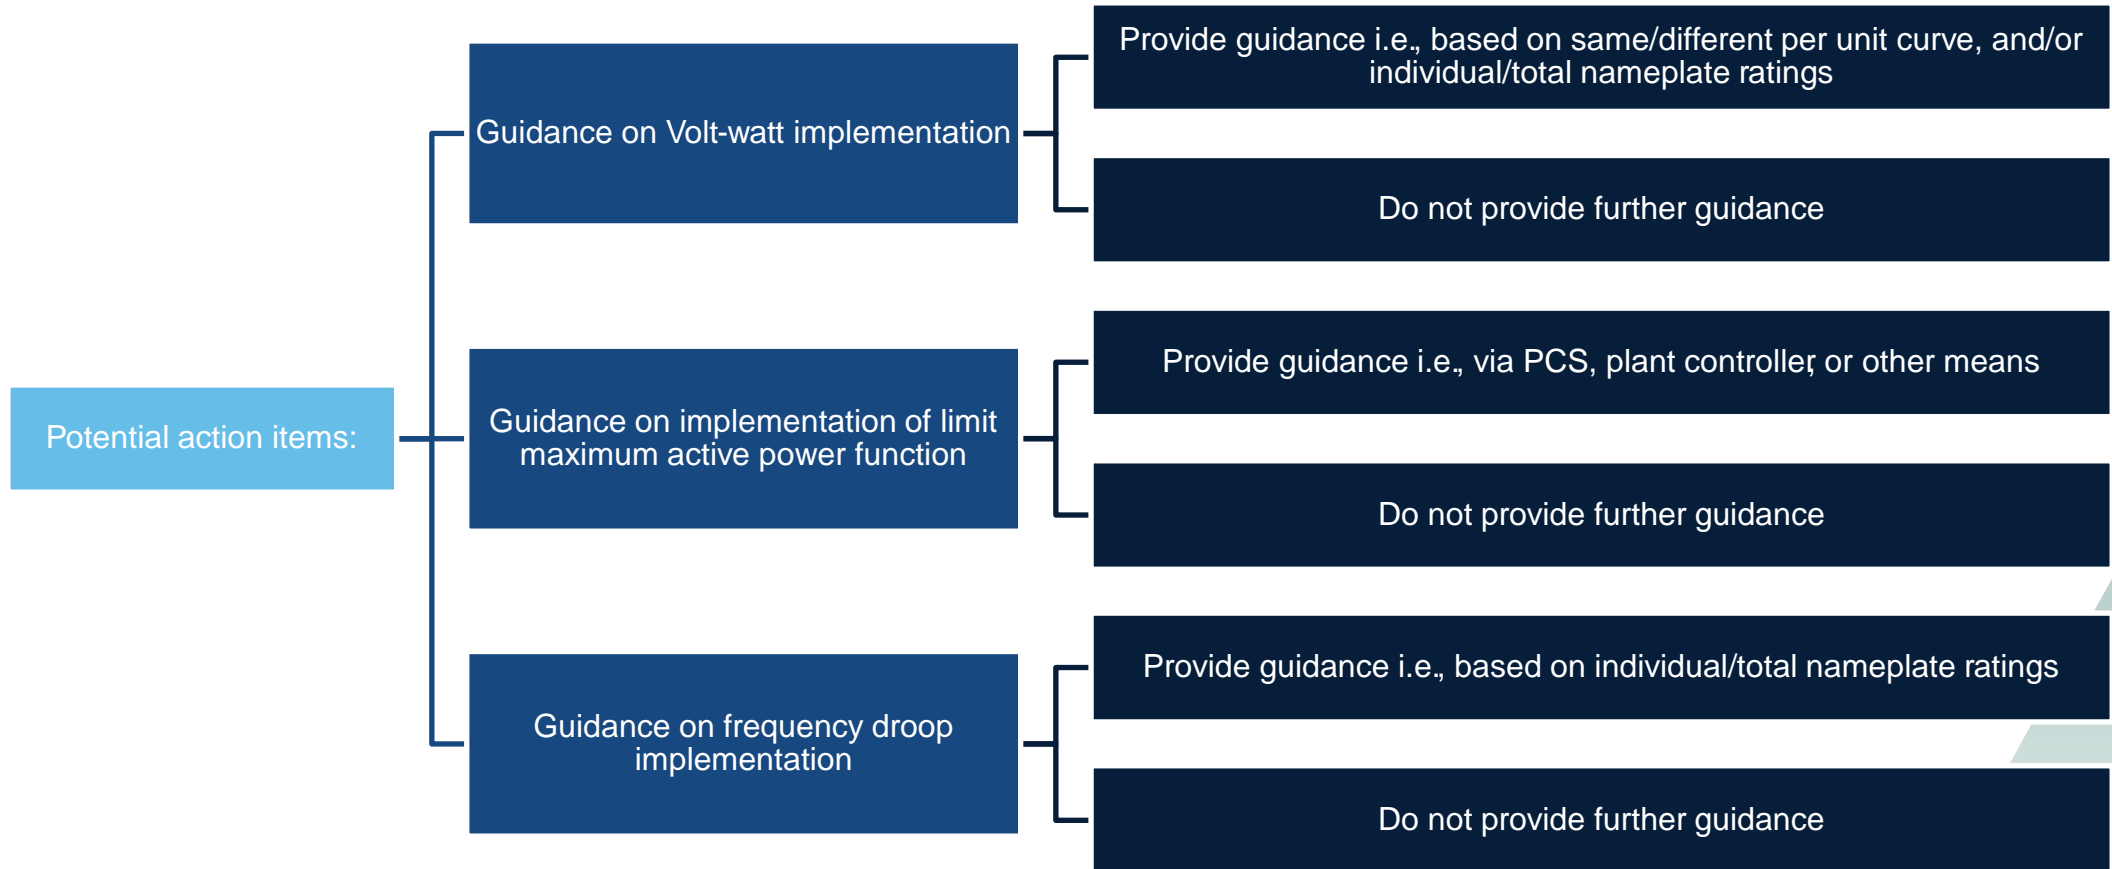 Potential action items:
Guidance on Volt-watt implementation
Provide guidance i.e., based on same/different per unit curve, and/or
individual/total nameplate ratings
Do not provide further guidance
Guidance on implementation of limit
maximum active power function
Provide guidance i.e., via PCS, plant controller, or other means
Do not provide further guidance
Guidance on frequency droop
implementation
Provide guidance i.e., based on individual/total nameplate ratings
Do not provide further guidance